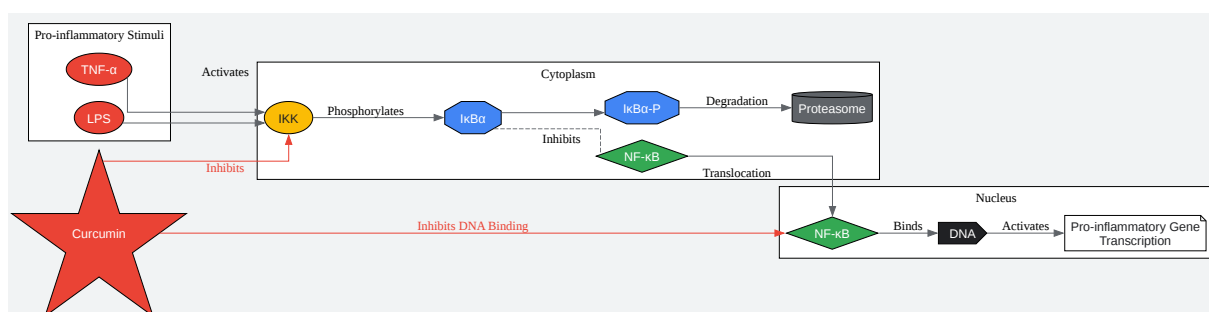 Pro-inflammatory Stimuli
TNF-α
LPS
Activates
Cytoplasm
IKK
Phosphorylates
IκBα
IκBα-P
Degradation
Proteasome
Inhibits
NF-κB
Translocation
Inhibits
Curcumin
Inhibits DNA Binding
Nucleus
NF-κB
Binds
DNA
Activates
Pro-inflammatory Gene
Transcription